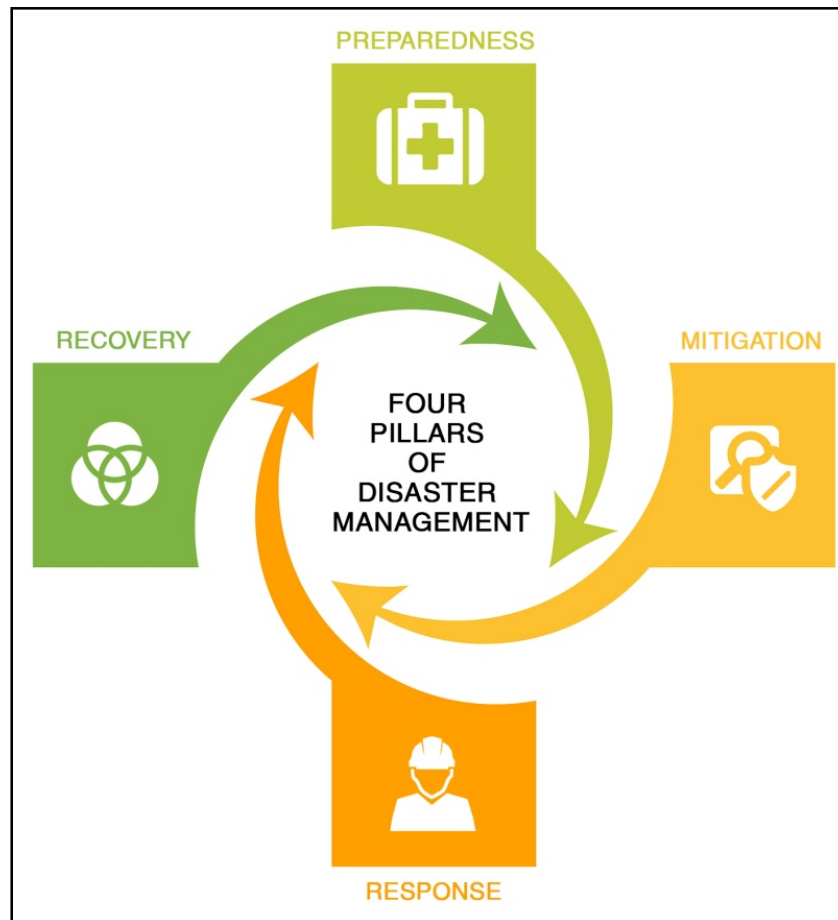 PREPAREDNESS
RECOVERY
MITIGATION
FOUR
PILLARS
OF
DISASTER
MANAGEMENT
RESPONSE